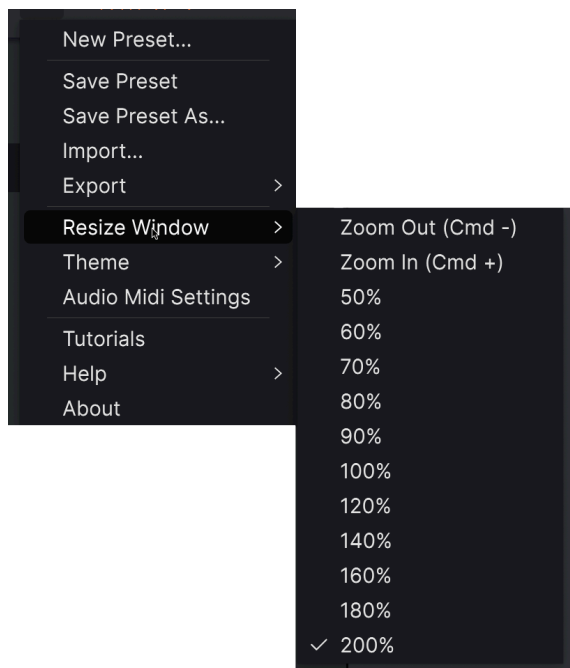 New Preset...
Save Preset
Save Preset As...
Import...
Export
Resize Window
Theme
Audio Midi Settings
Tutorials
Help
About
Zoom Out (Cmd -)
Zoom In (Cmd +)
50%
60%
70%
80%
90%
100%
120%
140%
160%
180%
200%